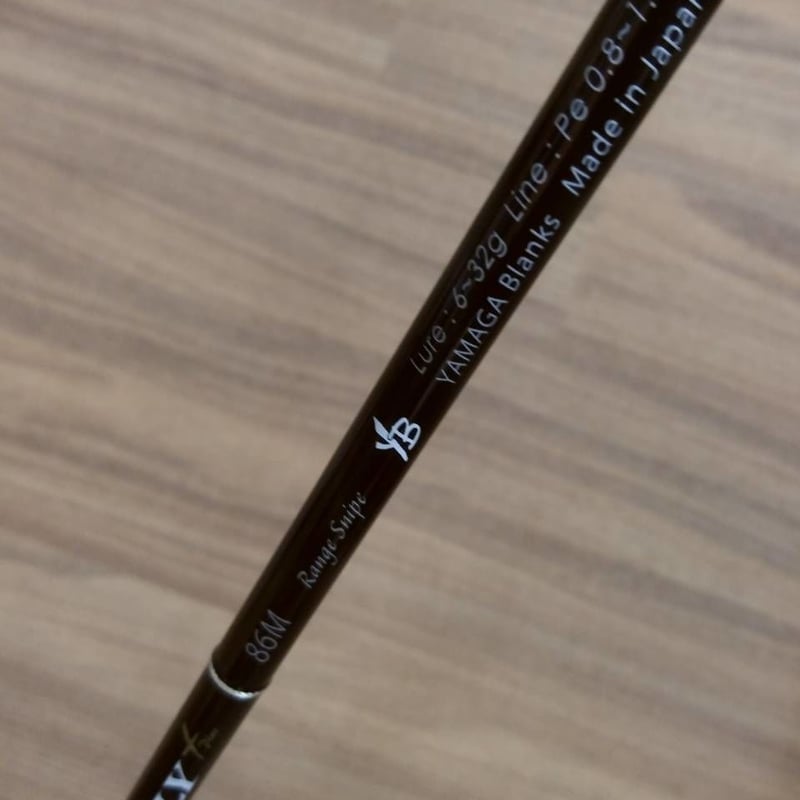 86M Range Snipe YB Lure : 6~32g Line : Pe 0.8~1.
YAMAGA Blanks Made in Japan